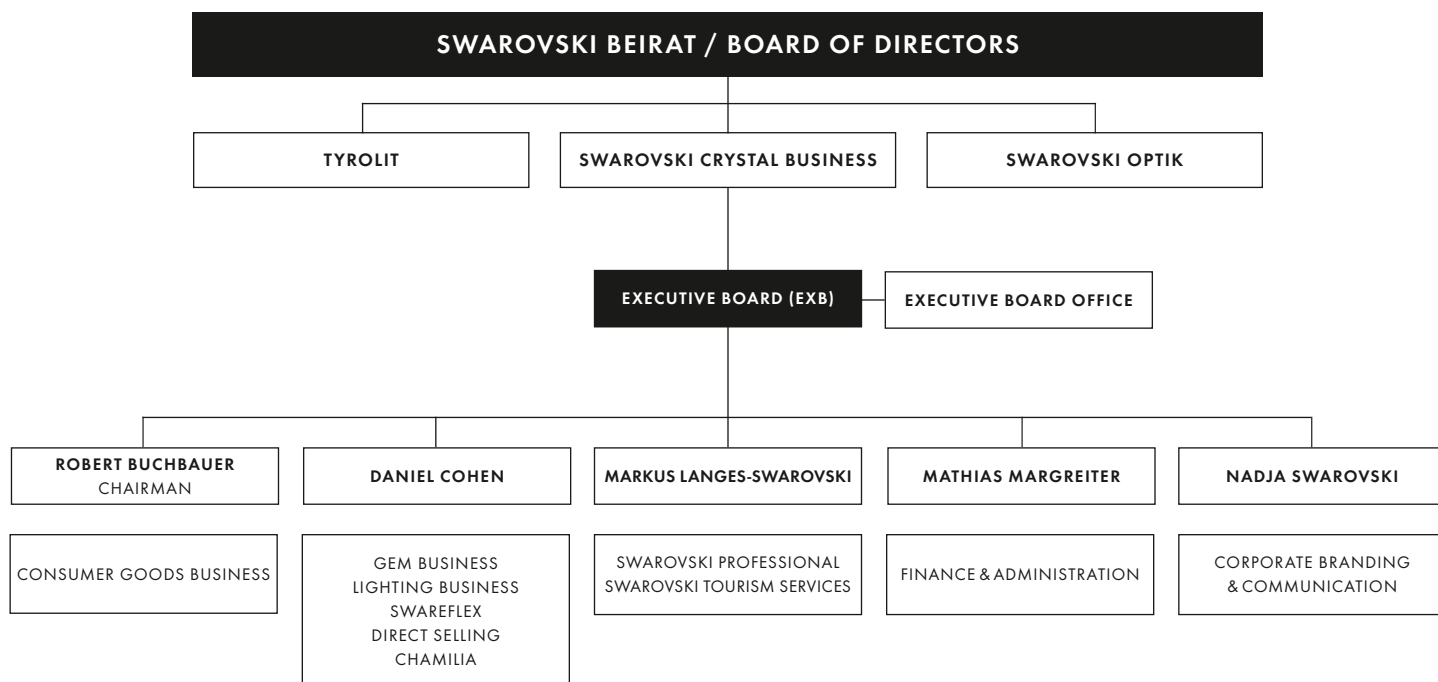 SWAROVSKI BEIRAT / BOARD OF DIRECTORS
TYROLIT
SWAROVSKI CRYSTAL BUSINESS
SWAROVSKI OPTIK
EXECUTIVE BOARD (EXB)
EXECUTIVE BOARD OFFICE
ROBERT BUCHBAUER
CHAIRMAN
DANIEL COHEN
MARKUS LANGES-SWAROVSKI
MATHIAS MARGREITER
NADJA SWAROVSKI
CONSUMER GOODS BUSINESS
GEM BUSINESS
LIGHTING BUSINESS
SWAREFLEX
DIRECT SELLING
CHAMILIA
SWAROVSKI PROFESSIONAL
SWAROVSKI TOURISM SERVICES
FINANCE & ADMINISTRATION
CORPORATE BRANDING
& COMMUNICATION